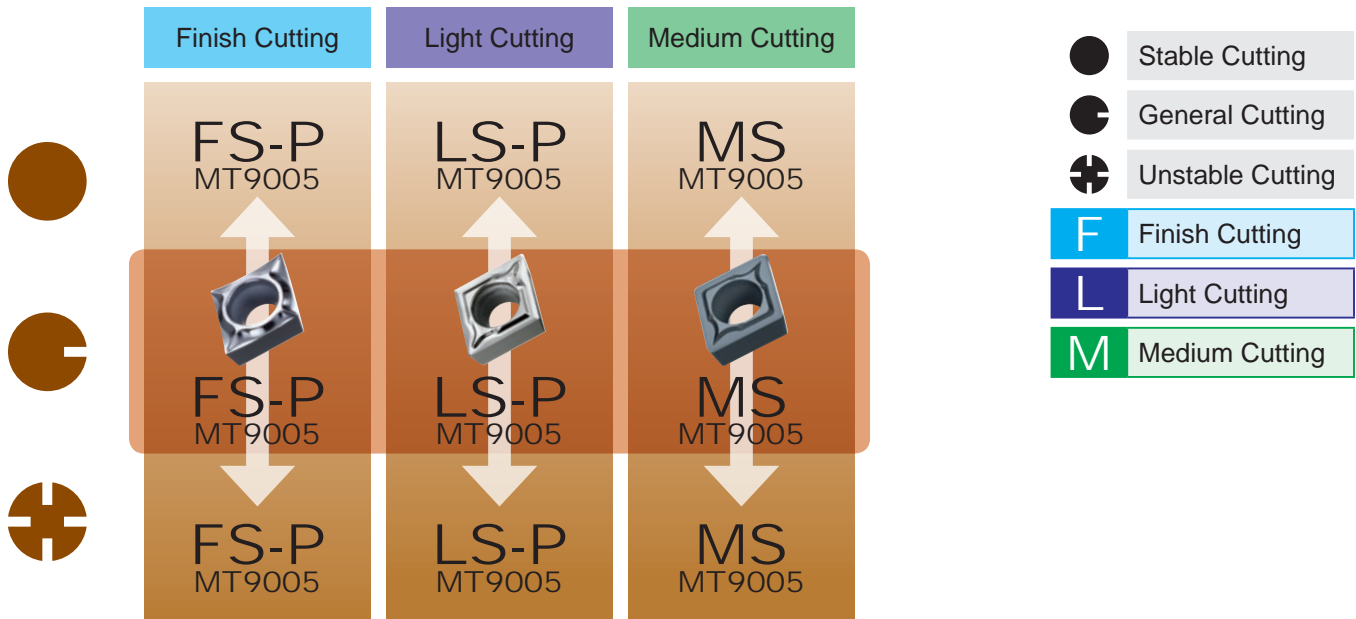 Finish Cutting
Light Cutting
Medium Cutting
FS-P
MT9005
LS-P
MT9005
MS
MT9005
FS-P
MT9005
LS-P
MT9005
MS
MT9005
FS-P
MT9005
LS-P
MT9005
MS
MT9005
Stable Cutting
General Cutting
Unstable Cutting
F Finish Cutting
L Light Cutting
M Medium Cutting